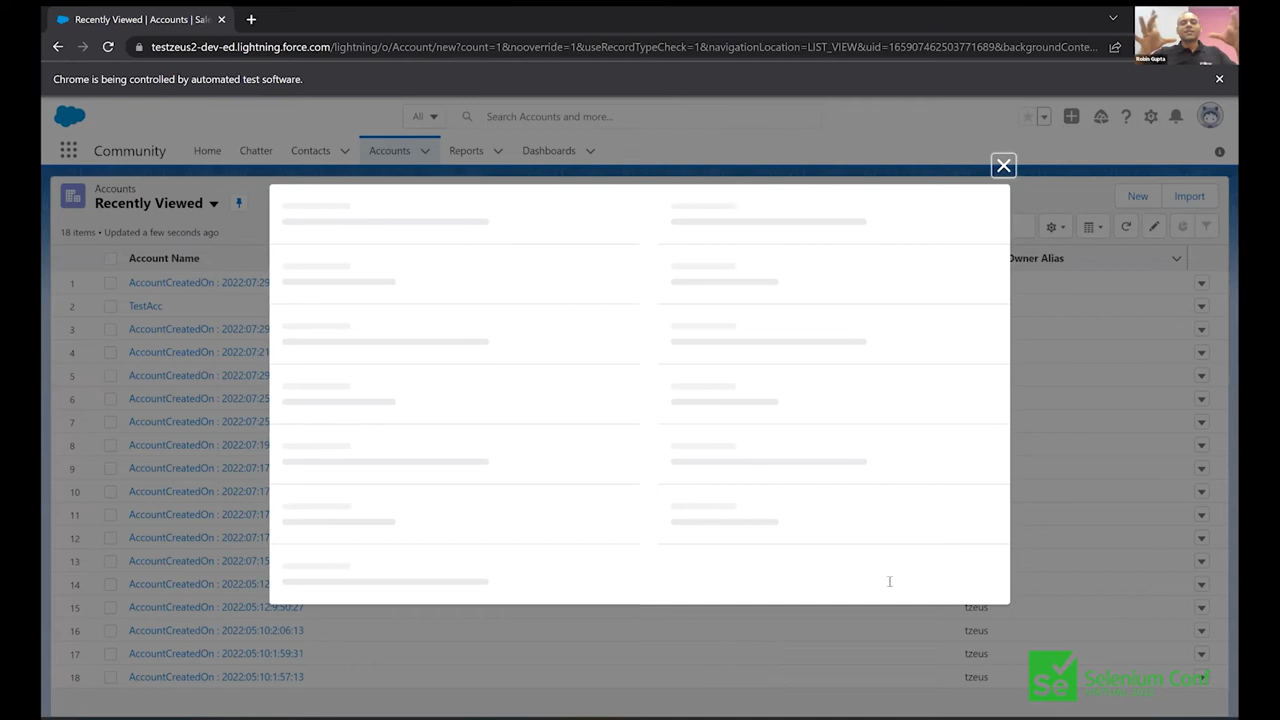 Recently Viewed | Accounts | Sale
testzeus2-dev-ed.lightning.force.com/lightning/o/Account/new?count=1&nooverride=1&useRecordTypeCheck=1&navigationLocation=LIST_VIEW&uid=165907462503771689&backgroundConte...
Robin Gupta
Chrome is being controlled by automated test software.
All
Search Accounts and more...
Community
Home
Chatter
Contacts
Accounts
Reports
Dashboards
Accounts
Recently Viewed
New
Import
18 items • Updated a few seconds ago
Account Name
Owner Alias
1 AccountCreatedOn : 2022:07:29
2 TestAcc
3 AccountCreatedOn : 2022:07:29
4 AccountCreatedOn : 2022:07:21
5 AccountCreatedOn : 2022:07:29
6 AccountCreatedOn : 2022:07:25
7 AccountCreatedOn : 2022:07:25
8 AccountCreatedOn : 2022:07:19
9 AccountCreatedOn : 2022:07:17
10 AccountCreatedOn : 2022:07:17
11 AccountCreatedOn : 2022:07:17
12 AccountCreatedOn : 2022:07:17
13 AccountCreatedOn : 2022:07:15
14 AccountCreatedOn : 2022:05:12
15 AccountCreatedOn : 2022:05:12:9:50:27 tzeus
16 AccountCreatedOn : 2022:05:10:2:06:13 tzeus
17 AccountCreatedOn : 2022:05:10:1:59:31 tzeus
18 AccountCreatedOn : 2022:05:10:1:57:13 tzeus
Se
Selenium Conf